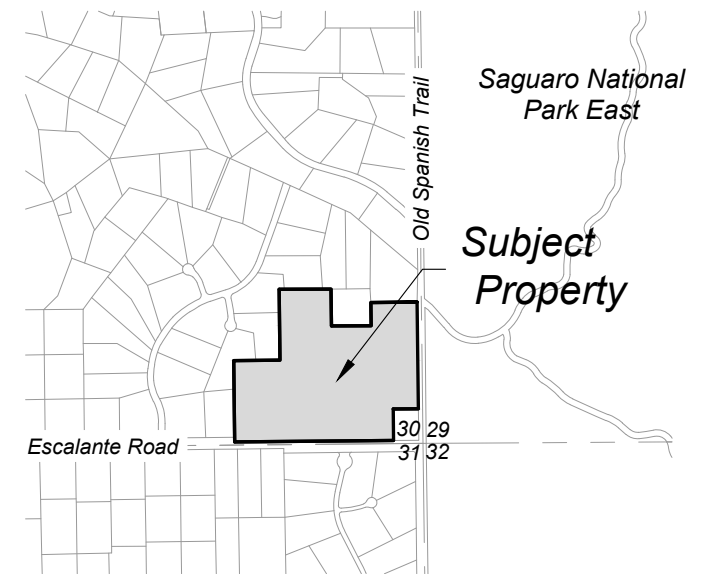 Saguaro National
Park East
Old Spanish Trail
Subject
Property
Escalante Road
30 29
31 32